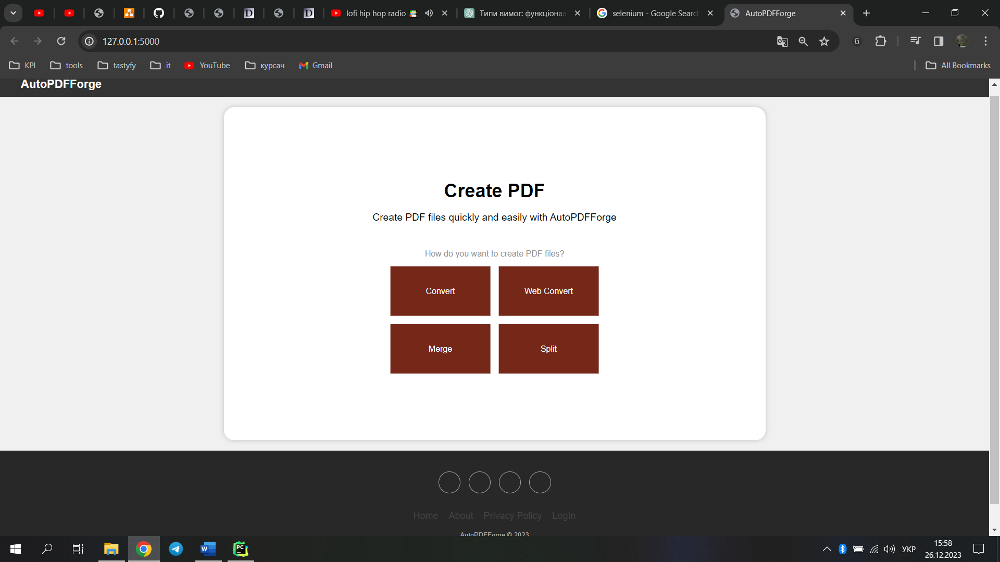 lofi hip hop radio
Типи вимог: функціонал
selenium - Google Search
AutoPDFForge
127.0.0.1:5000
KPI
tools
tastyfy
it
YouTube
курсач
Gmail
All Bookmarks
AutoPDFForge
Create PDF
Create PDF files quickly and easily with AutoPDFForge
How do you want to create PDF files?
Convert
Web Convert
Merge
Split
Home About Privacy Policy LogIn
AutoPDFForge © 2023
УКР
15:58
26.12.2023